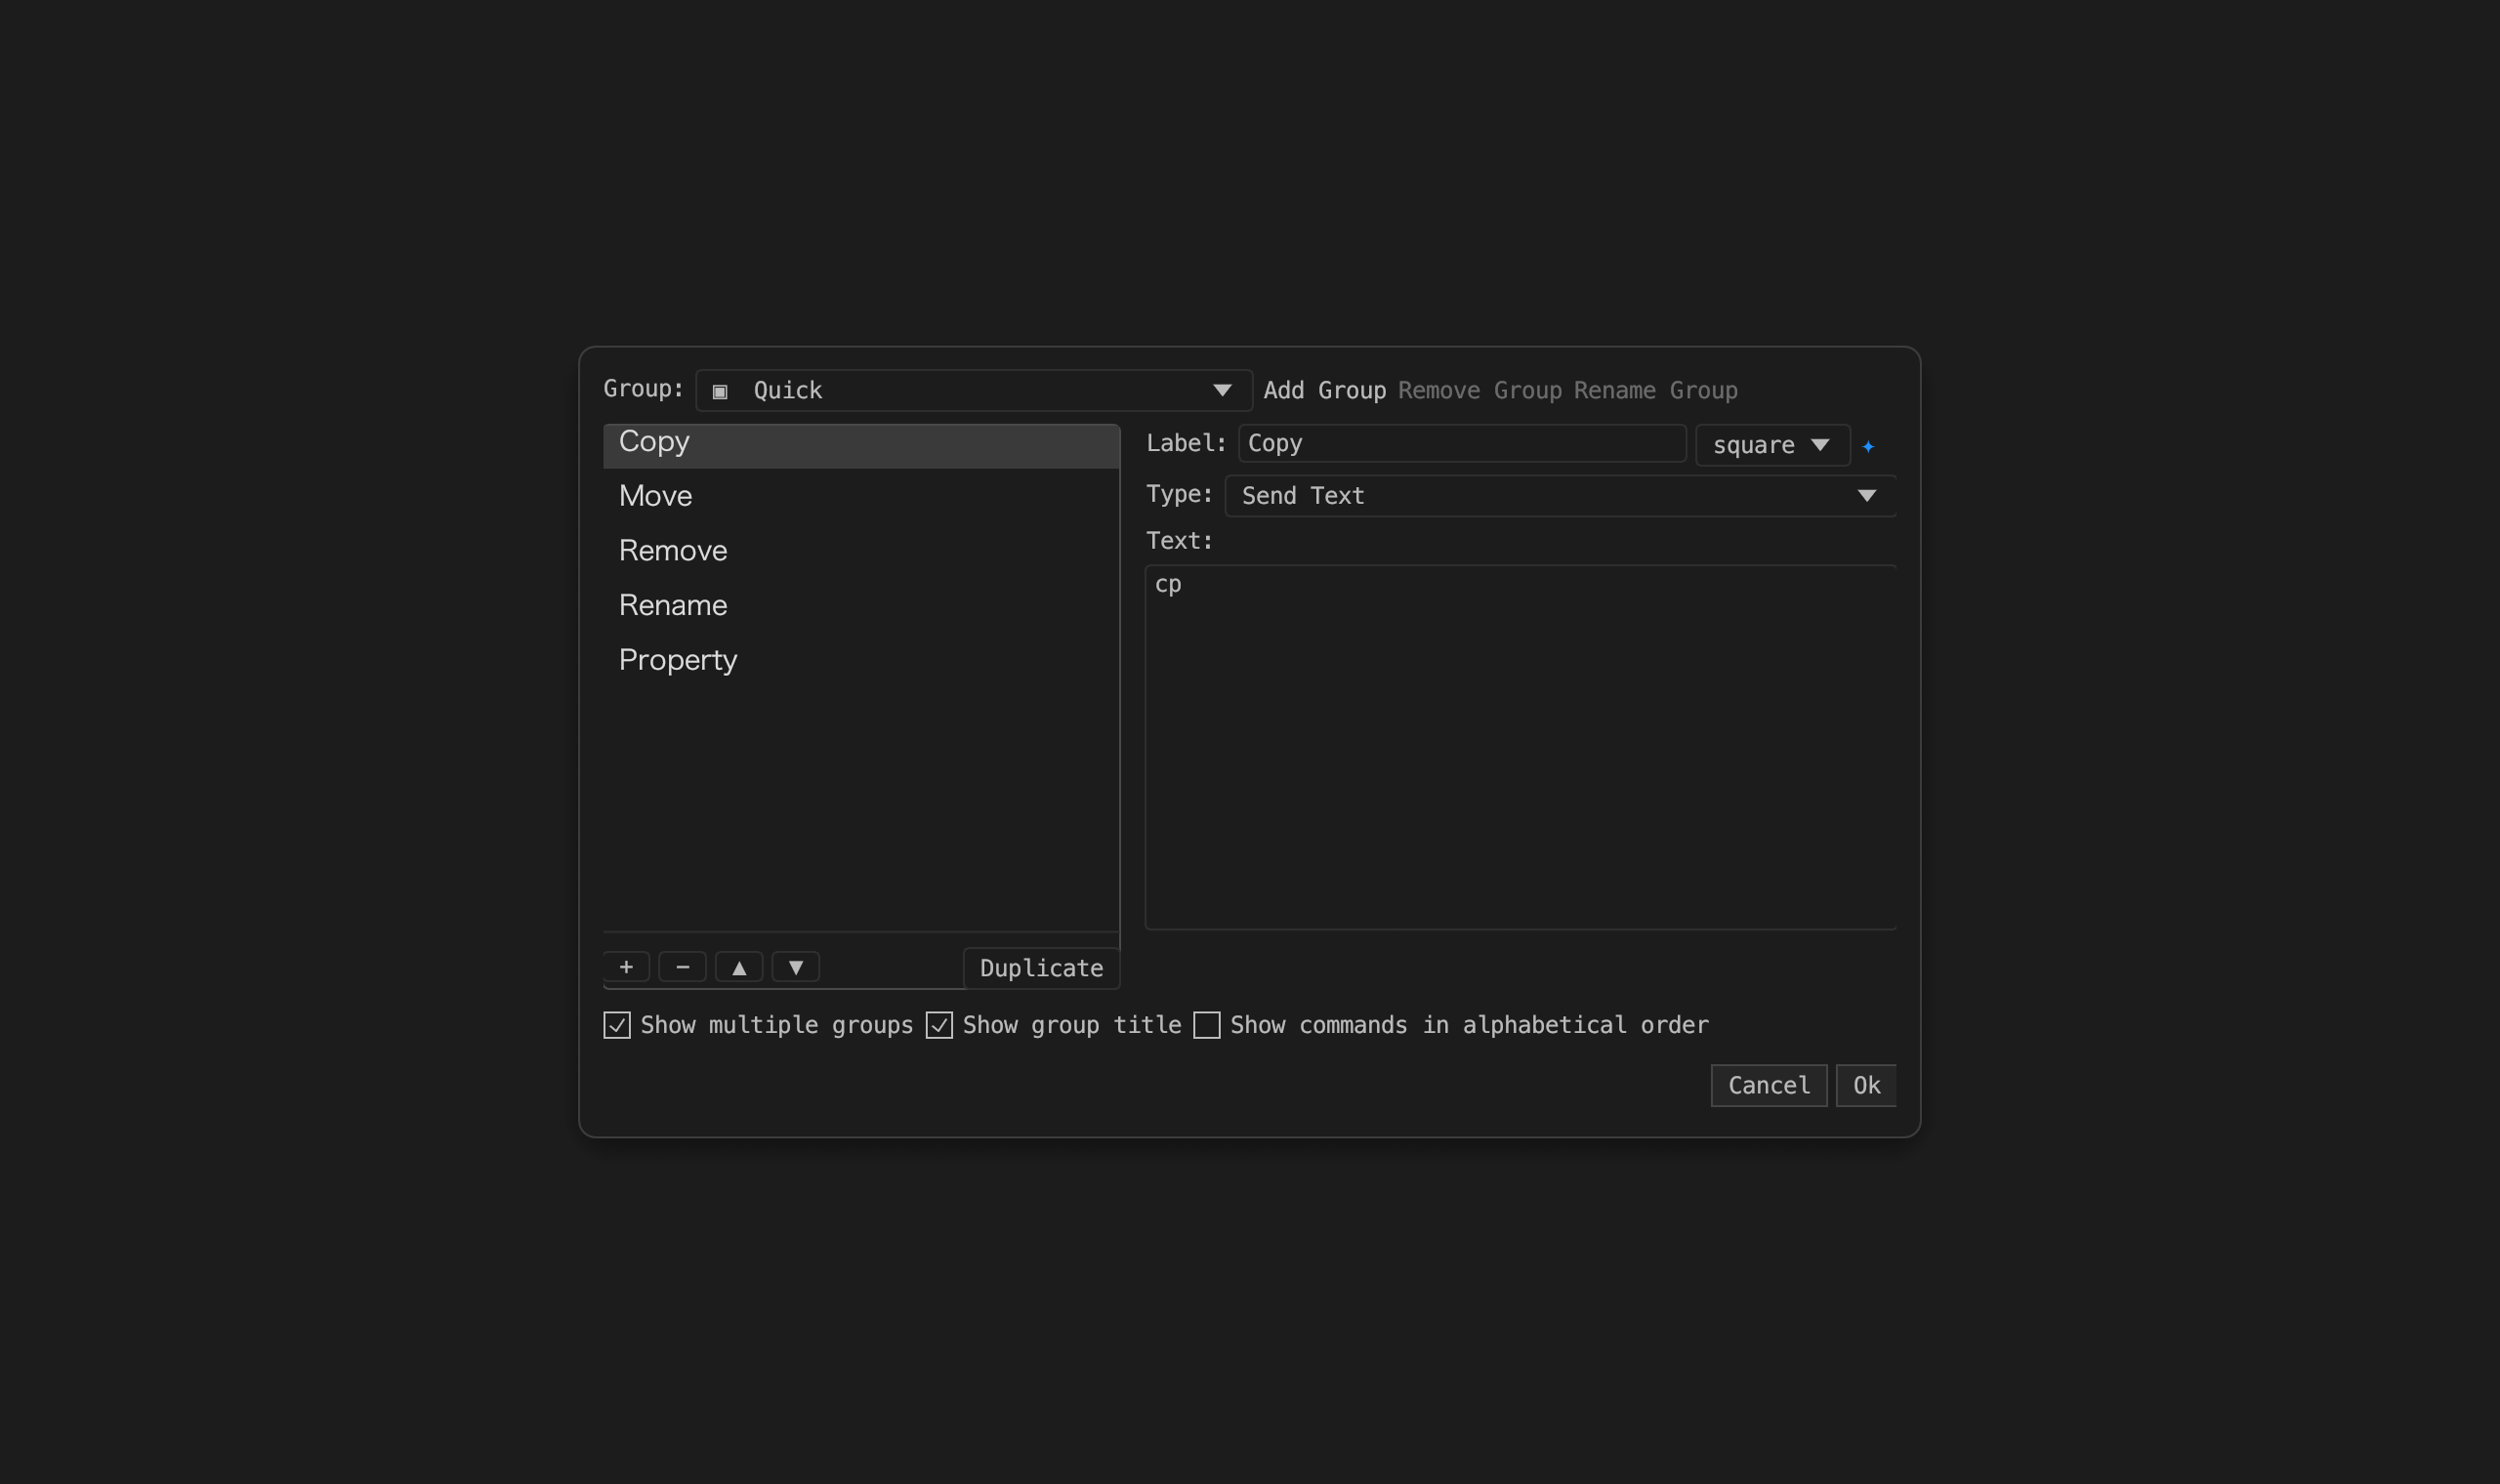 Group: ▣ Quick ▼ Add Group Remove Group Rename Group
Copy
Move
Remove
Rename
Property
+ − ▲ ▼ Duplicate
Label: Copy square ▼ ✦
Type: Send Text ▼
Text:
cp
Show multiple groups Show group title Show commands in alphabetical order
Cancel Ok